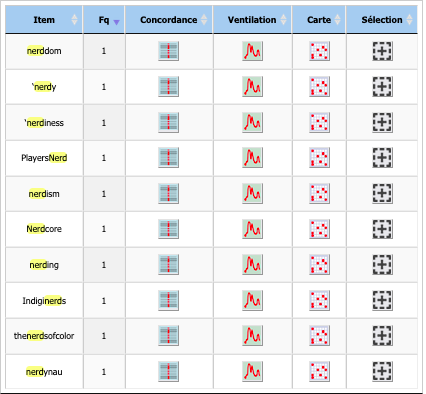 Item Fq Concordance Ventilation Carte Sélection
nerddom 1
'nerdy 1
'nerdiness 1
PlayersNerd 1
nerdism 1
Nerdcore 1
nerding 1
Indiginerds 1
thenerdsofcolor 1
nerdynau 1